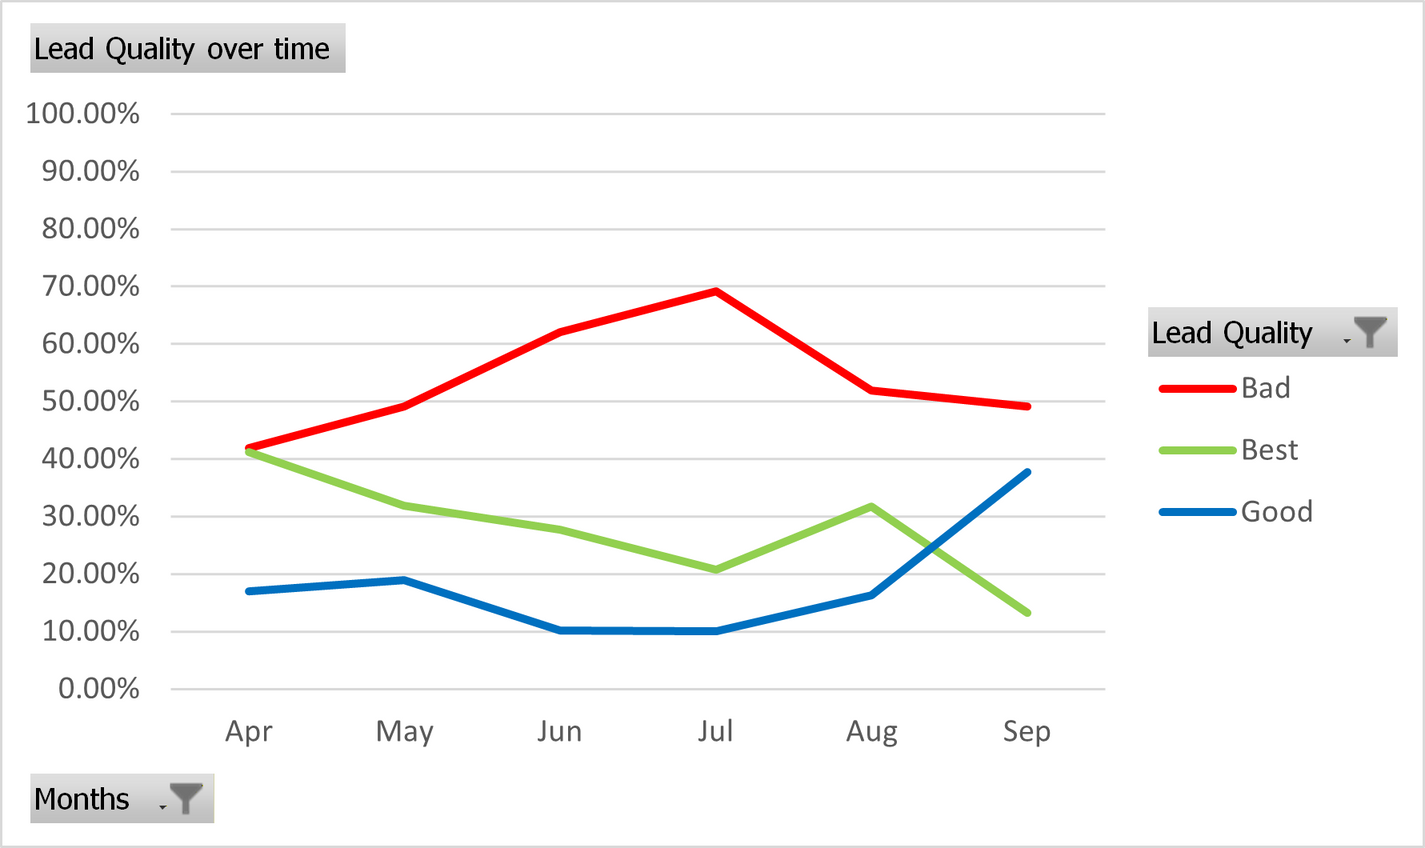 Lead Quality over time
100.00%
90.00%
80.00%
70.00%
60.00%
50.00%
40.00%
30.00%
20.00%
10.00%
0.00%
Apr May Jun Jul Aug Sep
Lead Quality
Bad
Best
Good
Months